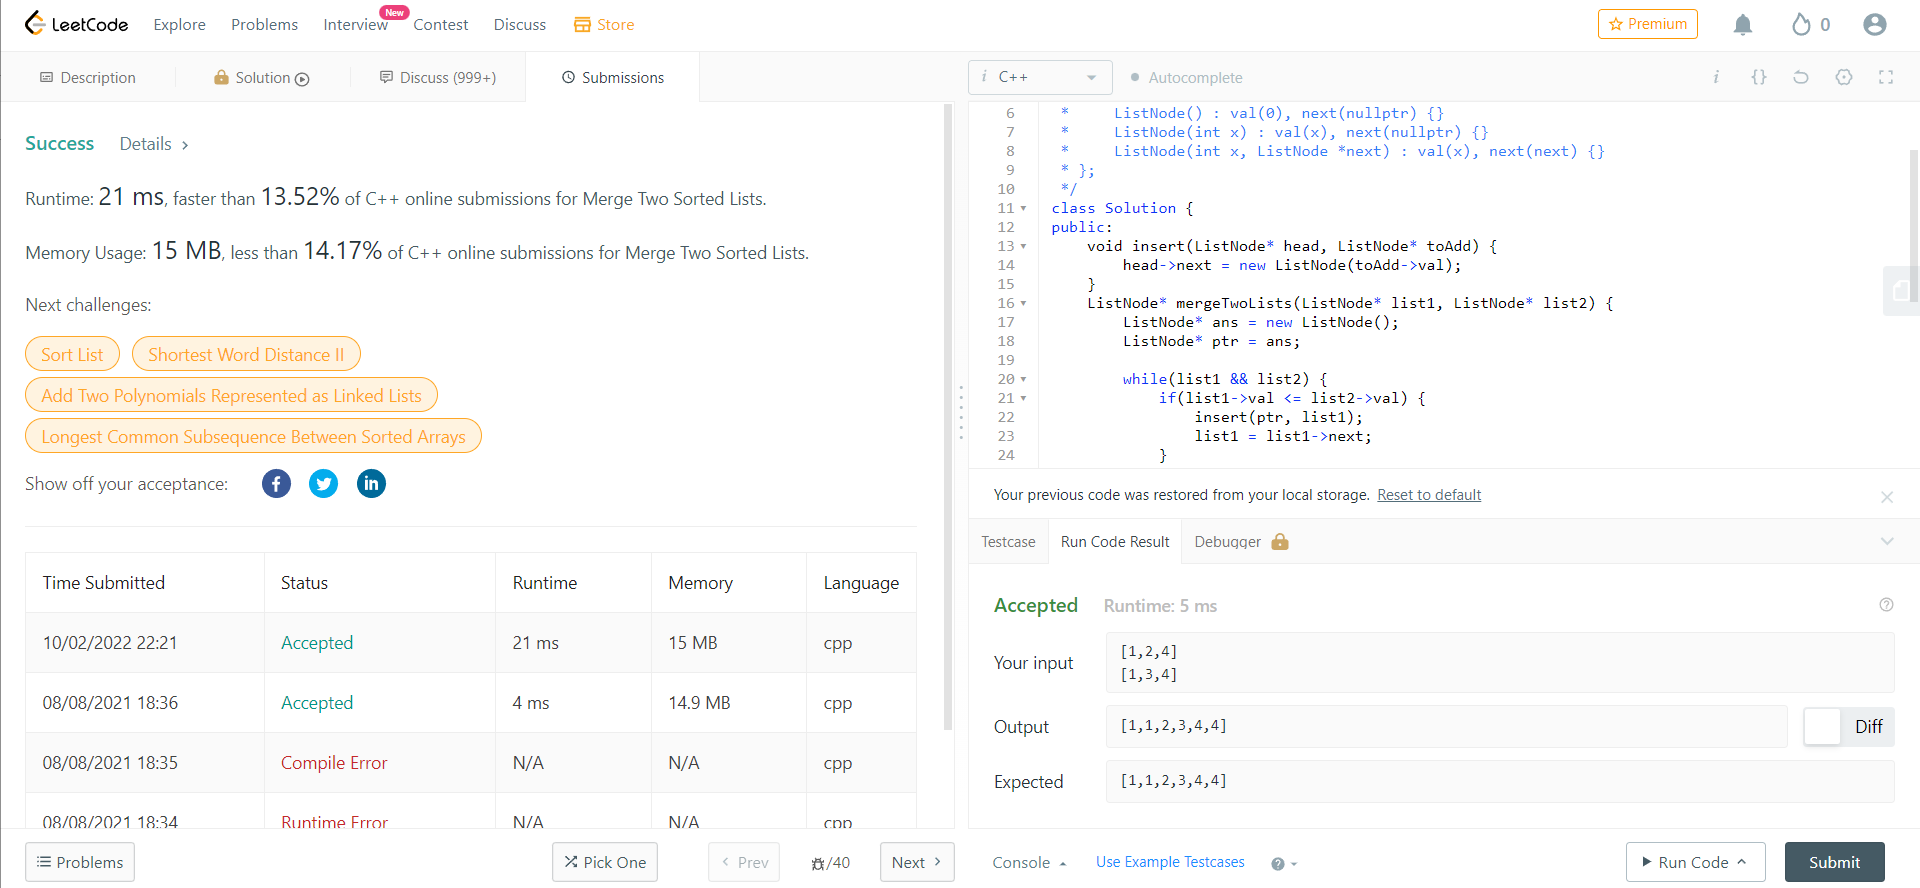 LeetCode Explore Problems Interview New Contest Discuss Store Premium 0
Description Solution Discuss (999+) Submissions
i C++ Autocomplete i {}
Success Details >
Runtime: 21 ms, faster than 13.52% of C++ online submissions for Merge Two Sorted Lists.
Memory Usage: 15 MB, less than 14.17% of C++ online submissions for Merge Two Sorted Lists.
Next challenges:
Sort List Shortest Word Distance II
Add Two Polynomials Represented as Linked Lists
Longest Common Subsequence Between Sorted Arrays
Show off your acceptance:
Time Submitted Status Runtime Memory Language
10/02/2022 22:21 Accepted 21 ms 15 MB cpp
08/08/2021 18:36 Accepted 4 ms 14.9 MB cpp
08/08/2021 18:35 Compile Error N/A N/A cpp
08/08/2021 18:34 Runtime Error N/A N/A cpp
Problems Pick One < Prev /40 Next >
6 * ListNode() : val(0), next(nullptr) {}
7 * ListNode(int x) : val(x), next(nullptr) {}
8 * ListNode(int x, ListNode *next) : val(x), next(next) {}
9 * };
10 */
11 class Solution {
12 public:
13 void insert(ListNode* head, ListNode* toAdd) {
14 head->next = new ListNode(toAdd->val);
15 }
16 ListNode* mergeTwoLists(ListNode* list1, ListNode* list2) {
17 ListNode* ans = new ListNode();
18 ListNode* ptr = ans;
19
20 while(list1 && list2) {
21 if(list1->val <= list2->val) {
22 insert(ptr, list1);
23 list1 = list1->next;
24 }
Your previous code was restored from your local storage. Reset to default
Testcase Run Code Result Debugger
Accepted Runtime: 5 ms
Your input
[1,2,4]
[1,3,4]
Output [1,1,2,3,4,4] Diff
Expected [1,1,2,3,4,4]
Console Use Example Testcases ? Run Code Submit